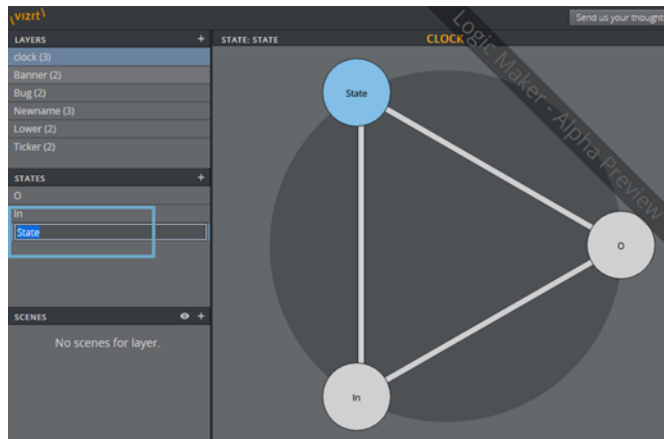 (vizrt)
Send us your thought
LAYERS +
STATE: STATE
CLOCK
clock (3)
Banner (2)
Bug (2)
Newname (3)
Lower (2)
Ticker (2)
STATES +
O
In
State
SCENES +
No scenes for layer.
State
O
In
Logic Maker - Alpha Preview